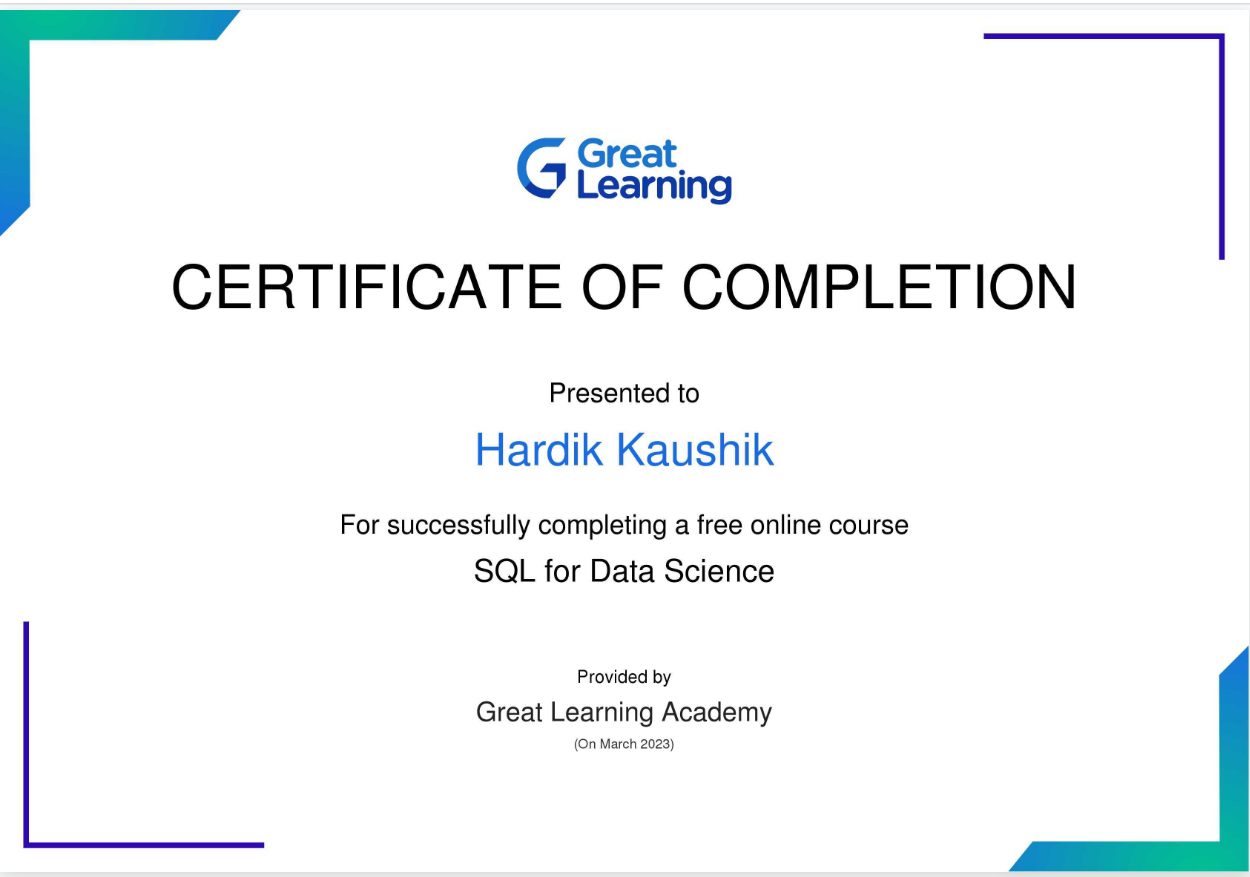 Great
Learning
CERTIFICATE OF COMPLETION
Presented to
Hardik Kaushik
For successfully completing a free online course
SQL for Data Science
Provided by
Great Learning Academy
(On March 2023)